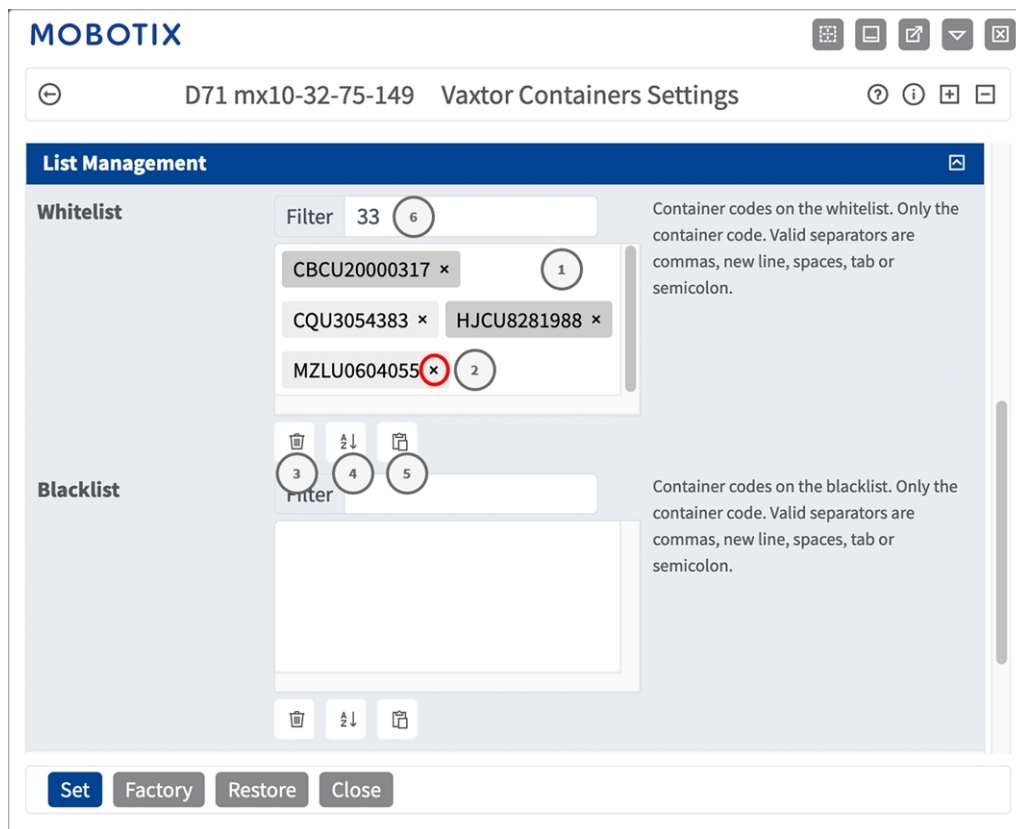 MOBOTIX
D71 mx10-32-75-149 Vaxtor Containers Settings
List Management
Whitelist
Filter 33 6
CBCU20000317 × 1
CQU3054383 × HJCU8281988 ×
MZLU0604055 × 2
Container codes on the whitelist. Only the
container code. Valid separators are
commas, new line, spaces, tab or
semicolon.
3 4 5
Blacklist
Filter
Container codes on the blacklist. Only the
container code. Valid separators are
commas, new line, spaces, tab or
semicolon.
Set Factory Restore Close